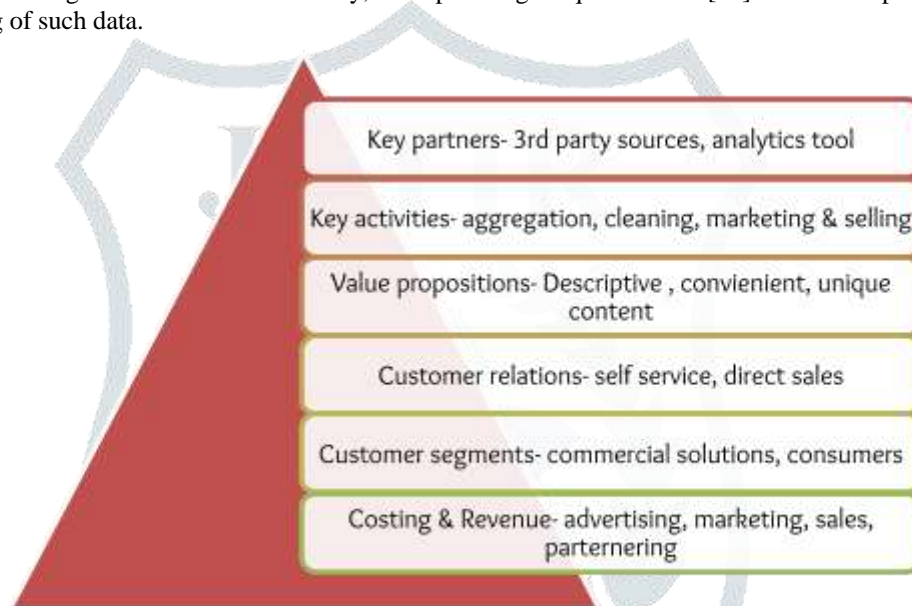 g of such data.
Key partners- 3rd party sources, analytics tool
Key activities- aggregation, cleaning, marketing & selling
Value propositions- Descriptive , convienient, unique
content
Customer relations- self service, direct sales
Customer segments- commercial solutions, consumers
Costing & Revenue- advertising, marketing, sales,
parternering